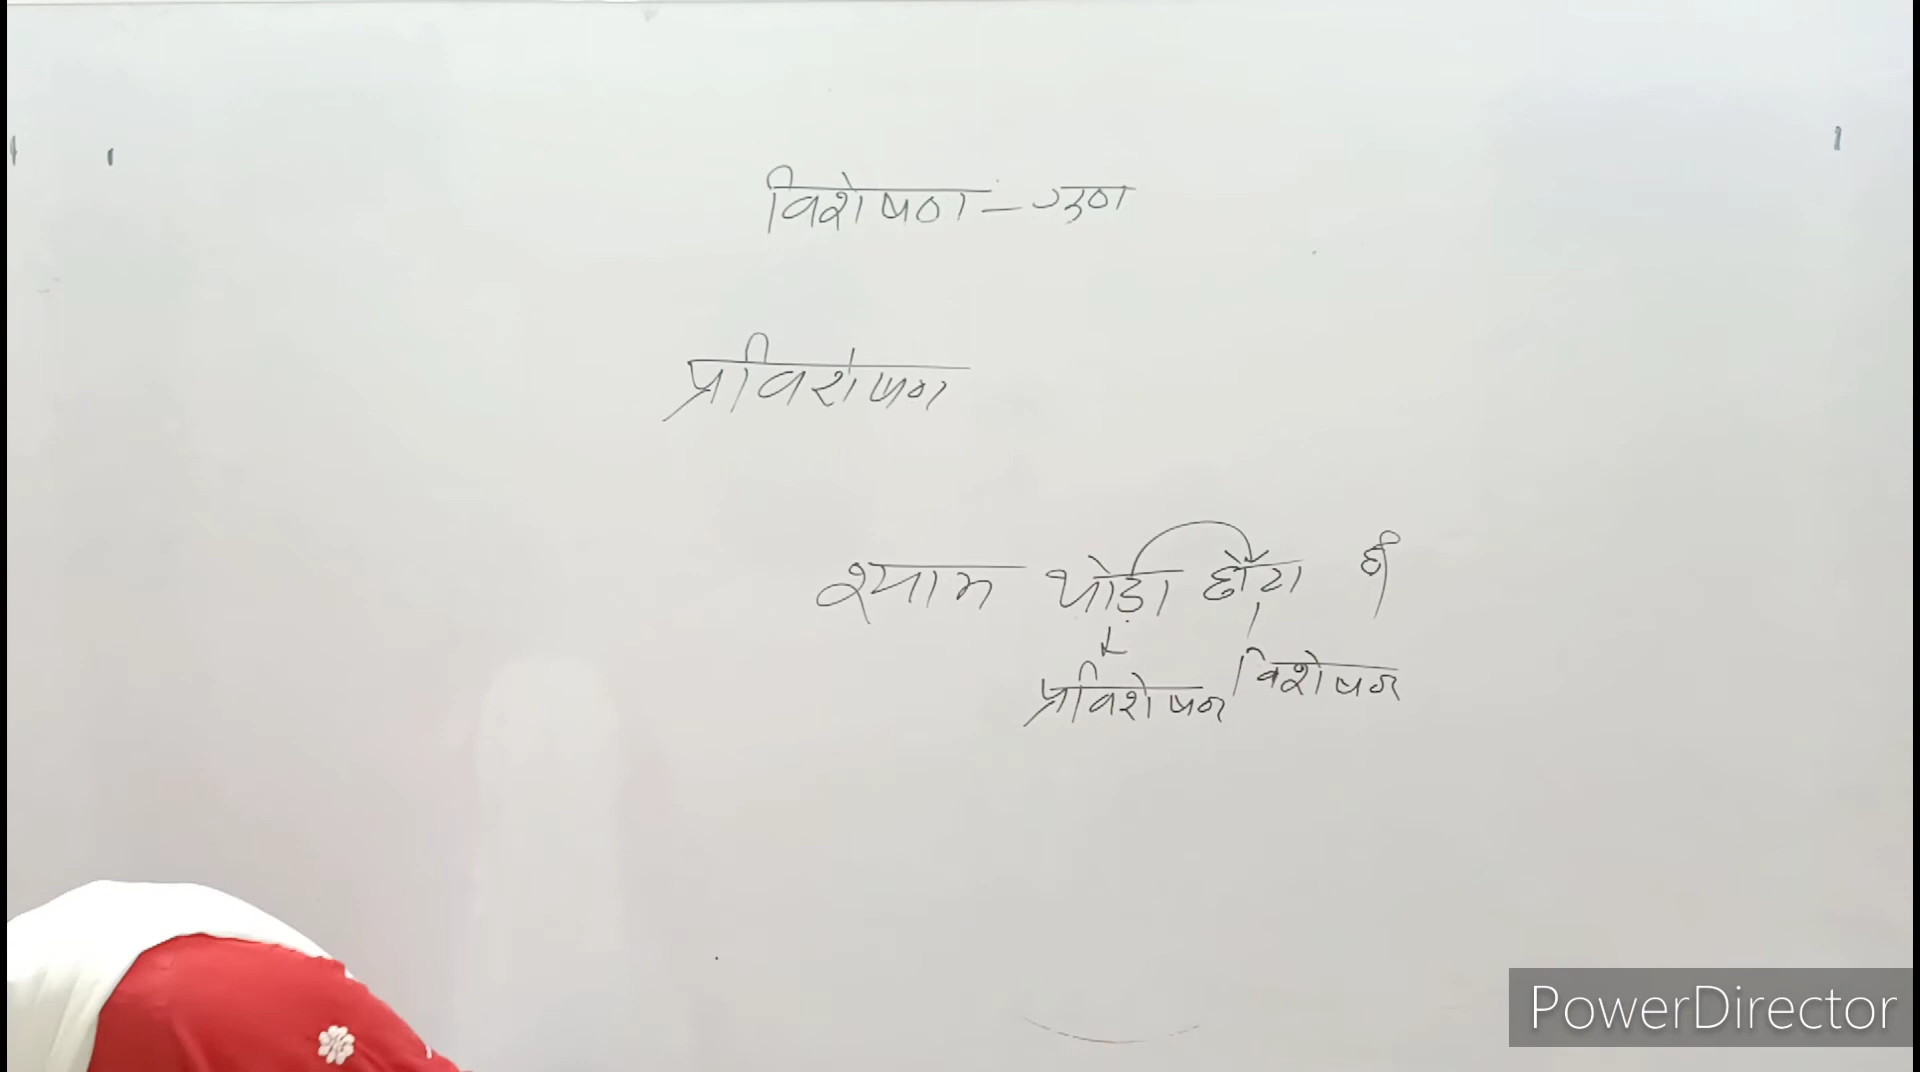 विशेषण - गुण
प्रविशेषण
श्याम थोड़ा छोटा है
प्रविशेषण विशेषण
PowerDirector